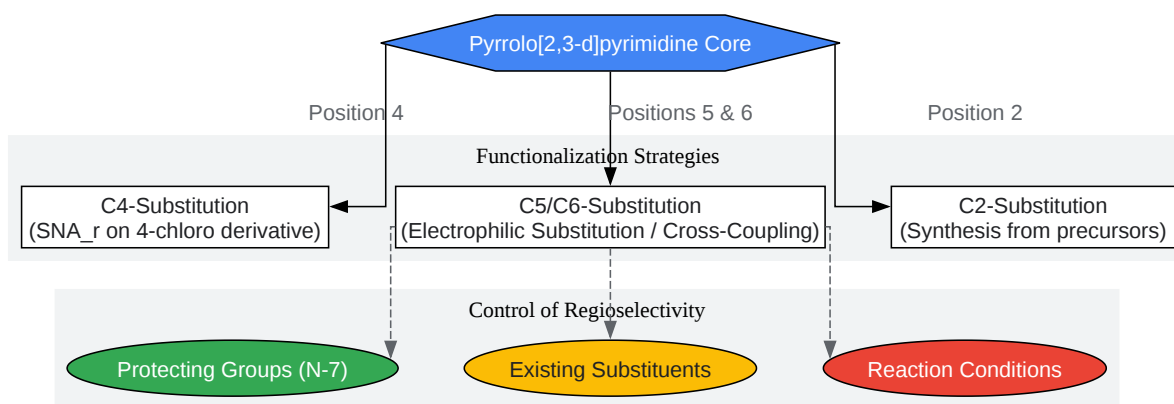 Pyrrolo[2,3-d]pyrimidine Core
Position 4
Positions 5 & 6
Position 2
Functionalization Strategies
C4-Substitution
(SNA_r on 4-chloro derivative)
C5/C6-Substitution
(Electrophilic Substitution / Cross-Coupling)
C2-Substitution
(Synthesis from precursors)
Control of Regioselectivity
Protecting Groups (N-7)
Existing Substituents
Reaction Conditions